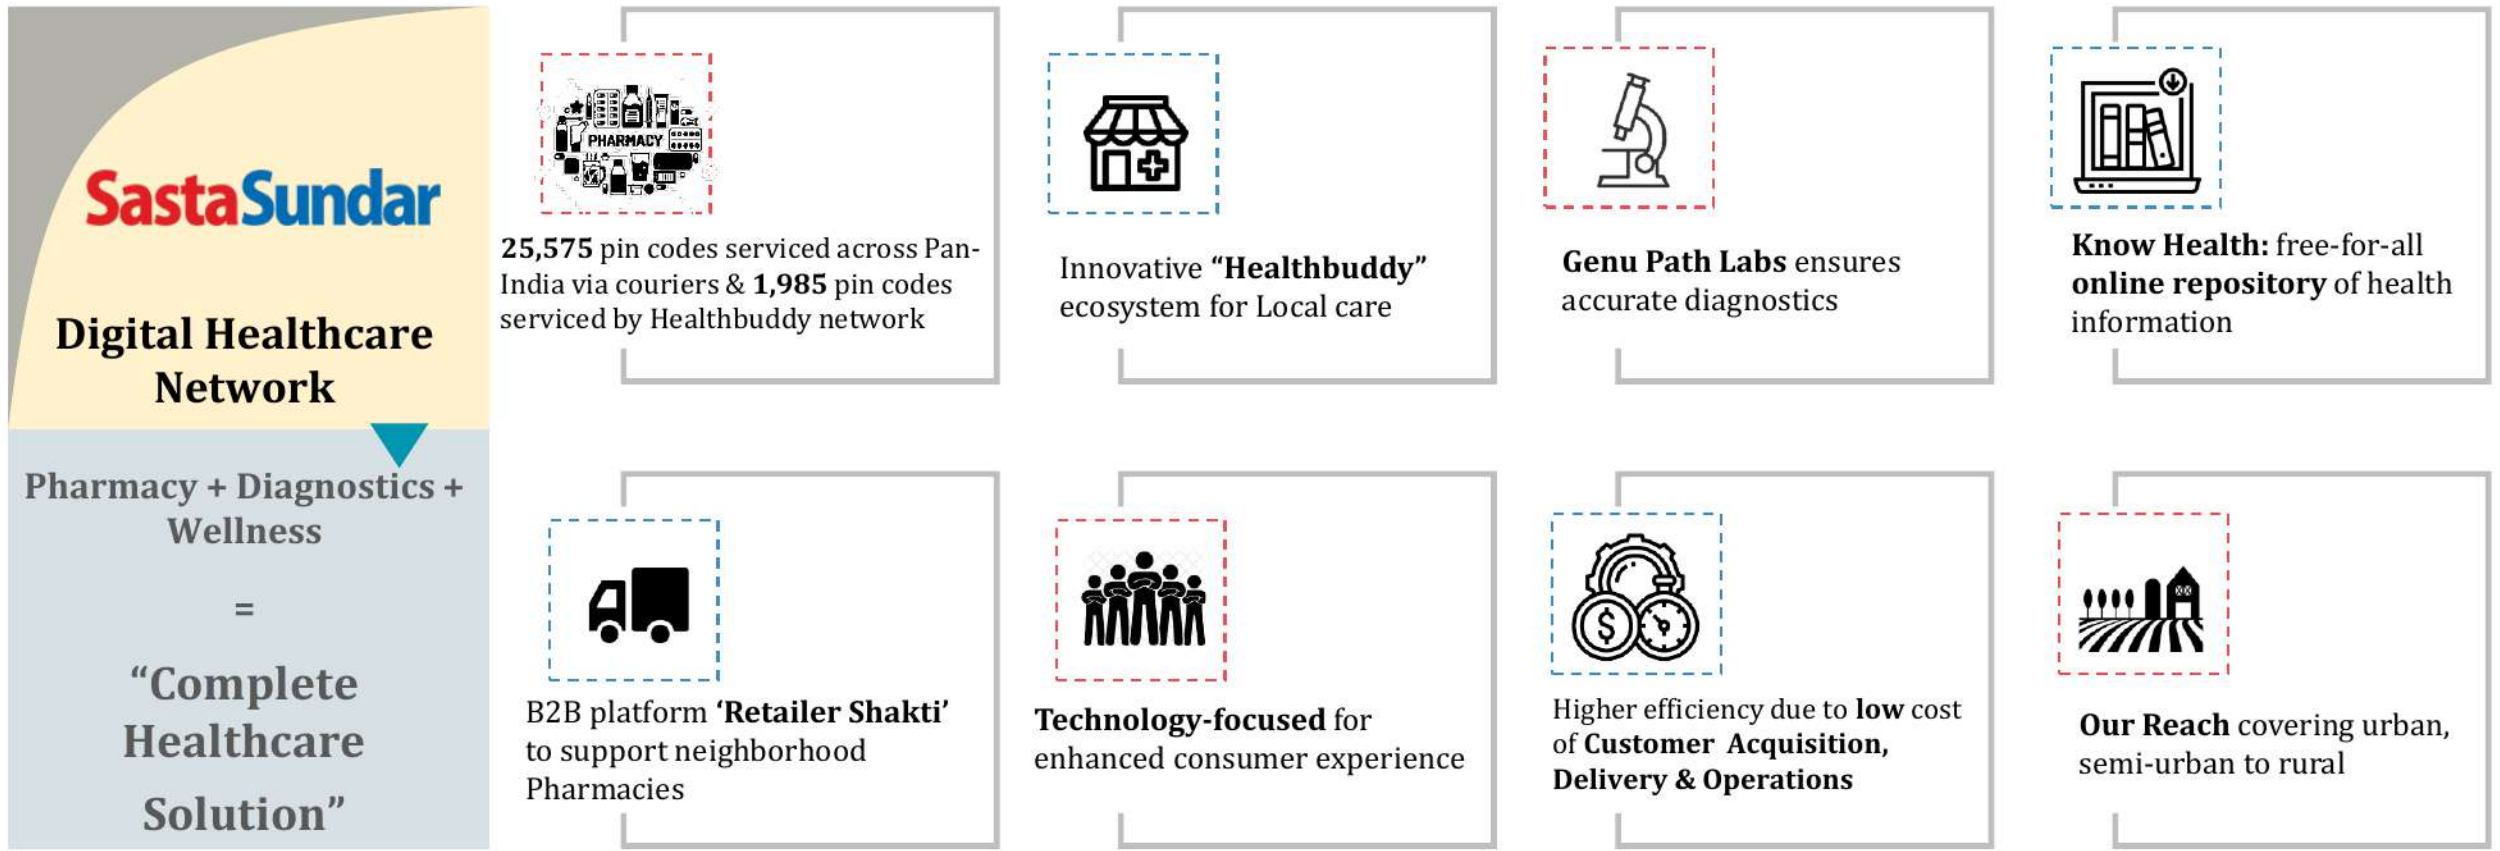 SastaSundar
Digital Healthcare
Network
Pharmacy + Diagnostics +
Wellness
=
“Complete
Healthcare
Solution”
PHARMACY
25,575 pin codes serviced across Pan-
India via couriers & 1,985 pin codes
serviced by Healthbuddy network
Innovative “Healthbuddy”
ecosystem for Local care
Genu Path Labs ensures
accurate diagnostics
Know Health: free-for-all
online repository of health
information
B2B platform ‘Retailer Shakti’
to support neighborhood
Pharmacies
Technology-focused for
enhanced consumer experience
$
Higher efficiency due to low cost
of Customer Acquisition,
Delivery & Operations
Our Reach covering urban,
semi-urban to rural